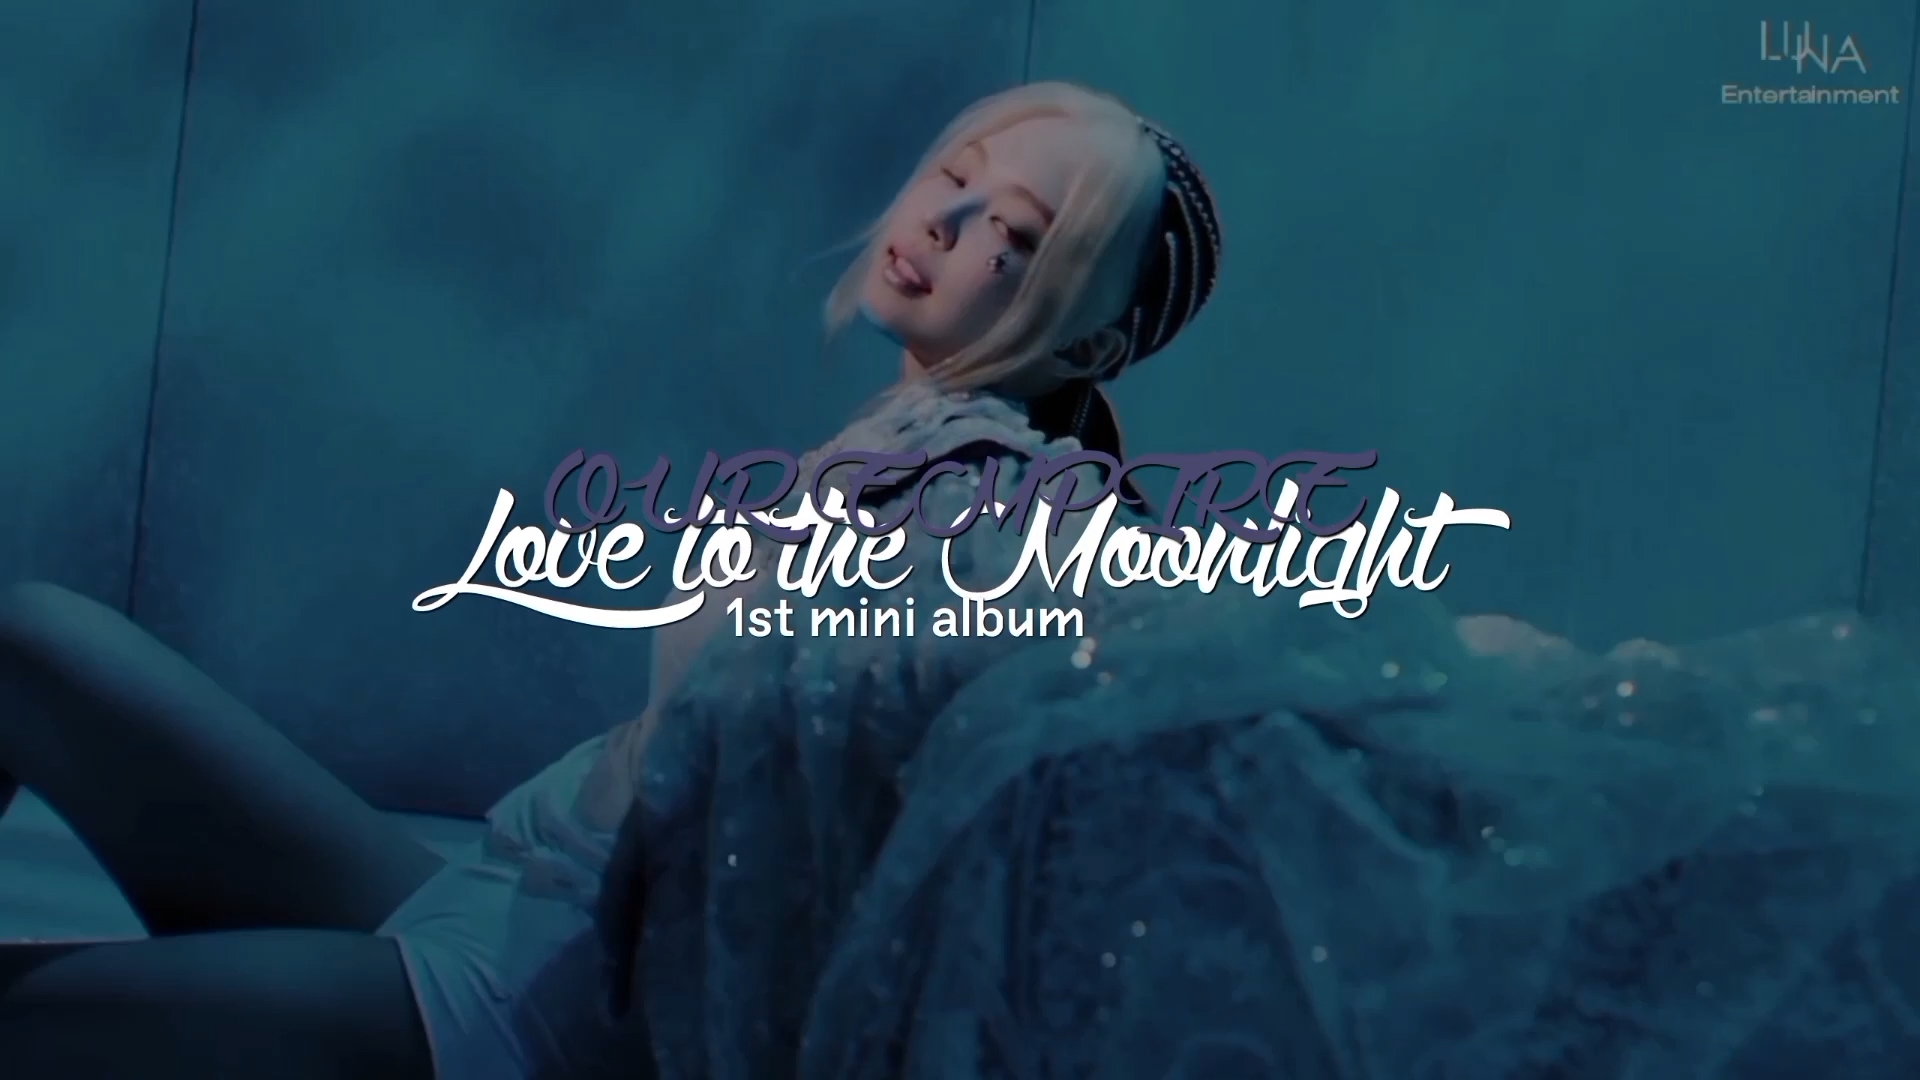 LUNA
Entertainment
OUR EMPIRE
Love to the Moonlight
1st mini album